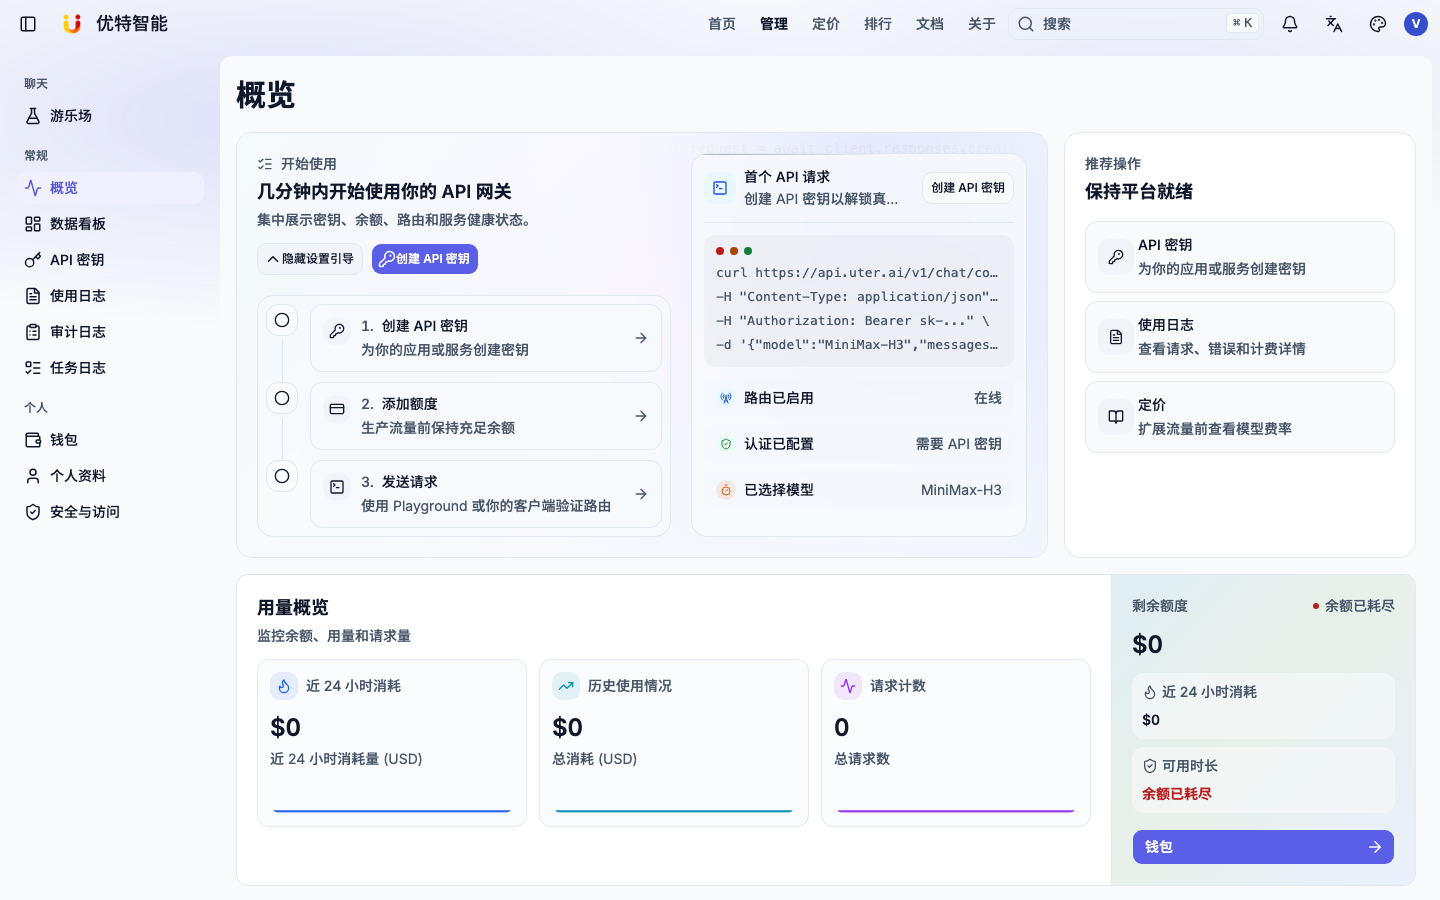 优特智能
首页
管理
定价
排行
文档
关于
搜索
⌘ K
V
聊天
游乐场
常规
概览
数据看板
API 密钥
使用日志
审计日志
任务日志
个人
钱包
个人资料
安全与访问
概览
开始使用
几分钟内开始使用你的 API 网关
集中展示密钥、余额、路由和服务健康状态。
隐藏设置引导
创建 API 密钥
1. 创建 API 密钥
为你的应用或服务创建密钥
2. 添加额度
生产流量前保持充足余额
3. 发送请求
使用 Playground 或你的客户端验证路由
request = await client.responses.creat
首个 API 请求
创建 API 密钥以解锁真...
创建 API 密钥
curl https://api.uter.ai/v1/chat/co…
-H "Content-Type: application/json"…
-H "Authorization: Bearer sk-..." \
-d '{"model":"MiniMax-H3","messages…
路由已启用
在线
认证已配置
需要 API 密钥
已选择模型
MiniMax-H3
推荐操作
保持平台就绪
API 密钥
为你的应用或服务创建密钥
使用日志
查看请求、错误和计费详情
定价
扩展流量前查看模型费率
用量概览
监控余额、用量和请求量
近 24 小时消耗
$0
近 24 小时消耗量 (USD)
历史使用情况
$0
总消耗 (USD)
请求计数
0
总请求数
剩余额度
余额已耗尽
$0
近 24 小时消耗
$0
可用时长
余额已耗尽
钱包